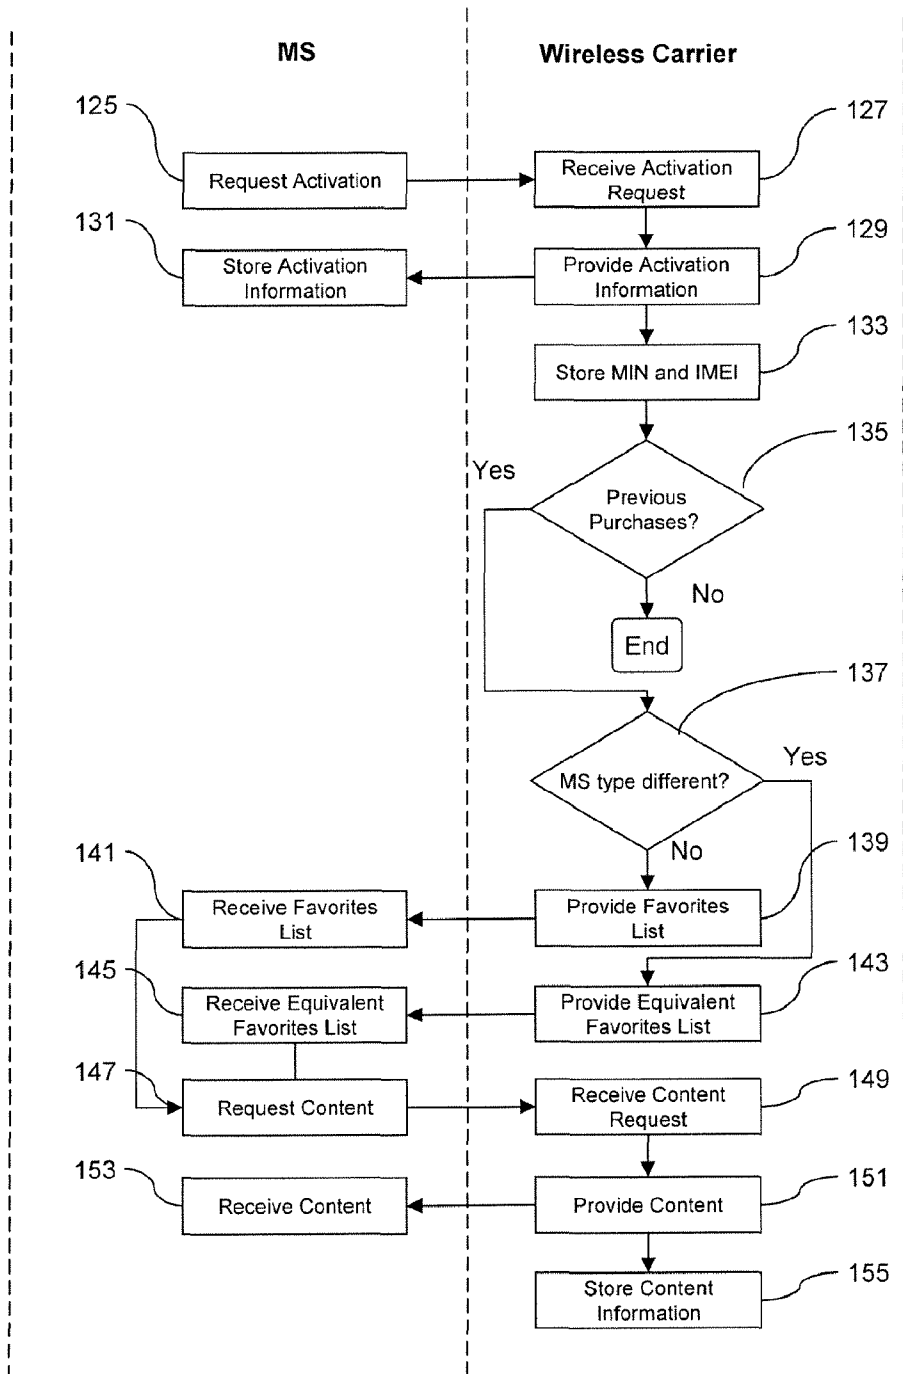 MS
Wireless Carrier
125
127
Request Activation
Receive Activation
Request
131
129
Store Activation
Information
Provide Activation
Information
133
Store MIN and IMEI
135
Yes
Previous
Purchases?
No
End
137
MS type different?
Yes
No
141
139
Receive Favorites
List
Provide Favorites
List
145
143
Receive Equivalent
Favorites List
Provide Equivalent
Favorites List
147
149
Request Content
Receive Content
Request
153
151
Receive Content
Provide Content
155
Store Content
Information